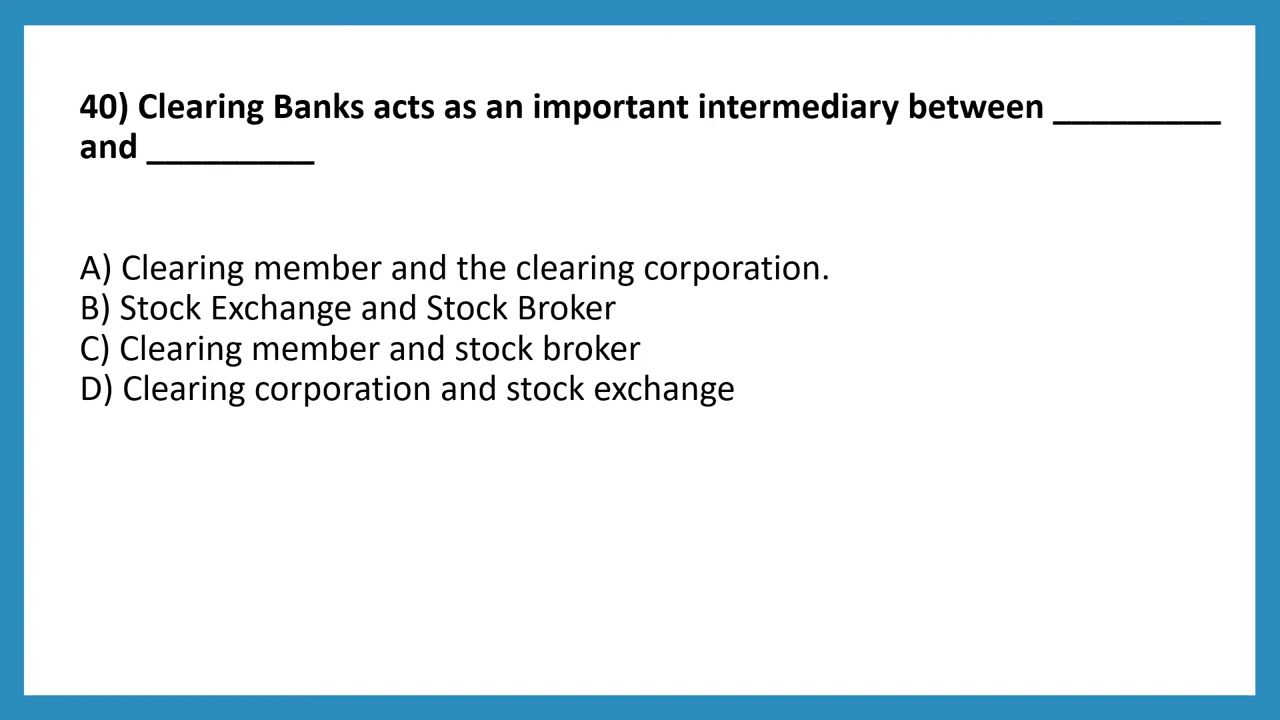 40) Clearing Banks acts as an important intermediary between _________
and _________
A) Clearing member and the clearing corporation.
B) Stock Exchange and Stock Broker
C) Clearing member and stock broker
D) Clearing corporation and stock exchange